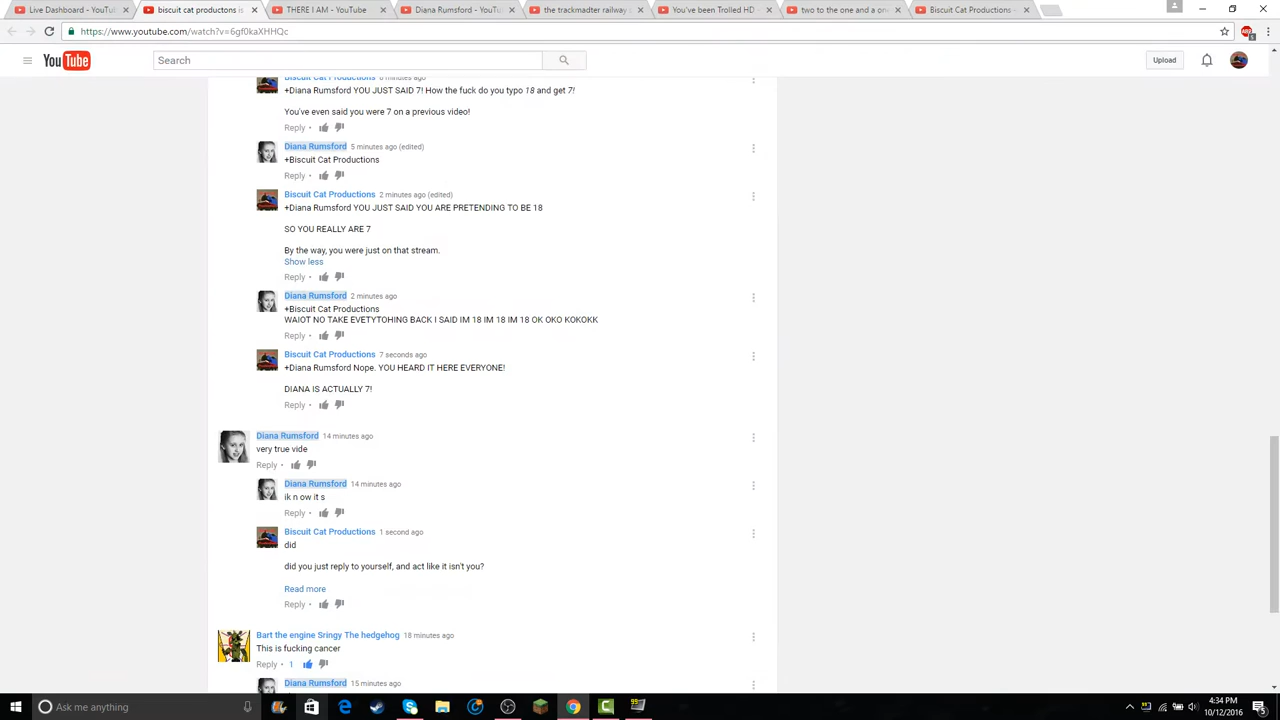 Live Dashboard - YouTube
biscuit cat productons is
THERE I AM - YouTube
Diana Rumsford - YouTube
the trackmadter railway
You've been Trolled HD -
two to the one and a one
Biscuit Cat Productions -
https://www.youtube.com/watch?v=6gf0kaXHHQc
YouTube
Search
Upload
Biscuit Cat Productions 6 minutes ago
+Diana Rumsford YOU JUST SAID 7! How the fuck do you typo 18 and get 7!
You've even said you were 7 on a previous video!
Reply •
Diana Rumsford 5 minutes ago (edited)
+Biscuit Cat Productions
Reply •
Biscuit Cat Productions 2 minutes ago (edited)
+Diana Rumsford YOU JUST SAID YOU ARE PRETENDING TO BE 18
SO YOU REALLY ARE 7
By the way, you were just on that stream.
Show less
Reply •
Diana Rumsford 2 minutes ago
+Biscuit Cat Productions
WAIOT NO TAKE EVETYTOHING BACK I SAID IM 18 IM 18 IM 18 OK OKO KOKOKK
Reply •
Biscuit Cat Productions 7 seconds ago
+Diana Rumsford Nope. YOU HEARD IT HERE EVERYONE!
DIANA IS ACTUALLY 7!
Reply •
Diana Rumsford 14 minutes ago
very true vide
Reply •
Diana Rumsford 14 minutes ago
ik n ow it s
Reply •
Biscuit Cat Productions 1 second ago
did
did you just reply to yourself, and act like it isn't you?
Read more
Reply •
Bart the engine Sringy The hedgehog 18 minutes ago
This is fucking cancer
Reply • 1
Diana Rumsford 15 minutes ago
Ask me anything
4:34 PM
10/12/2016